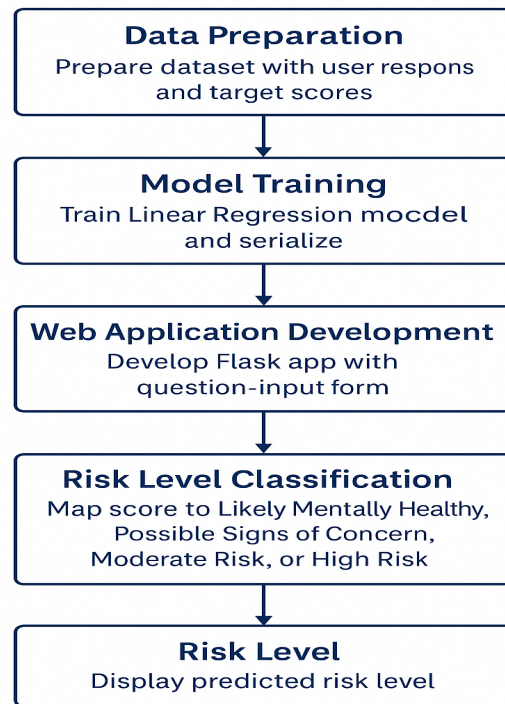 Data Preparation
Prepare dataset with user respons
and target scores
Model Training
Train Linear Regression mocdel
and serialize
Web Application Development
Develop Flask app with
question-input form
Risk Level Classification
Map score to Likely Mentally Healthy,
Possible Signs of Concern,
Moderate Risk, or High Risk
Risk Level
Display predicted risk level